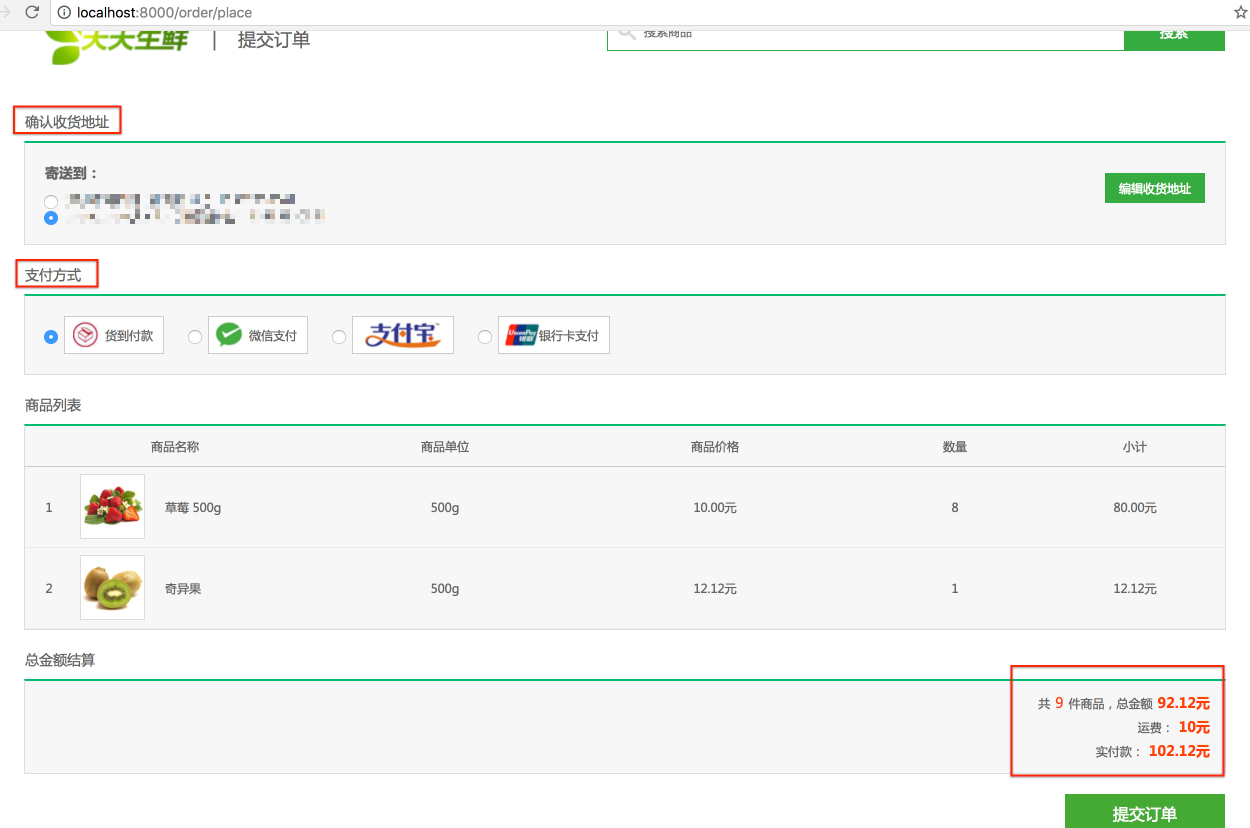 localhost:8000/order/place
天天生鲜 | 提交订单
搜索商品 搜索
确认收货地址
寄送到：
编辑收货地址
支付方式
货到付款 微信支付 支付宝 UnionPay 银联 银行卡支付
商品列表
商品名称 商品单位 商品价格 数量 小计
1 草莓 500g 500g 10.00元 8 80.00元
2 奇异果 500g 12.12元 1 12.12元
总金额结算
共 9 件商品，总金额 92.12元
运费： 10元
实付款： 102.12元
提交订单